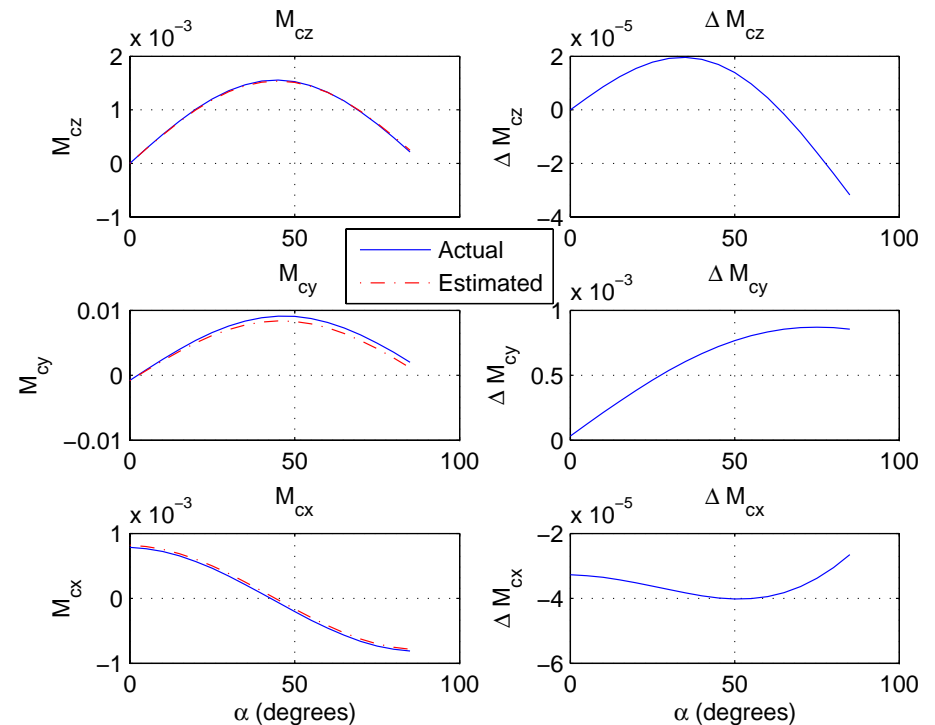 M_cz
x 10^−3
M_cz
2
1
0
−1
0
50
100
Δ M_cz
x 10^−5
Δ M_cz
2
0
−2
−4
0
50
100
Actual
Estimated
M_cy
M_cy
0.01
0
−0.01
0
50
100
Δ M_cy
x 10^−3
Δ M_cy
1
0.5
0
0
50
100
M_cx
x 10^−3
M_cx
1
0
−1
0
50
100
α (degrees)
Δ M_cx
x 10^−5
Δ M_cx
−2
−4
−6
0
50
100
α (degrees)